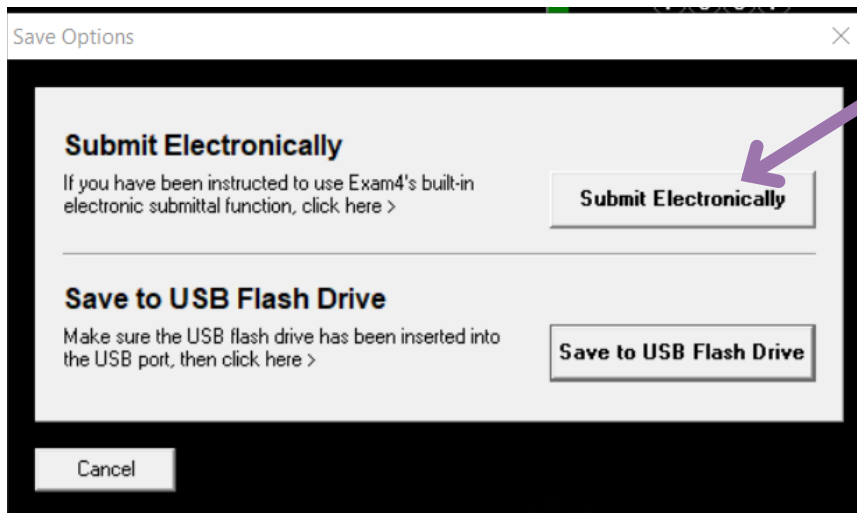 Save Options
Submit Electronically
If you have been instructed to use Exam4's built-in
electronic submittal function, click here >
Submit Electronically
Save to USB Flash Drive
Make sure the USB flash drive has been inserted into
the USB port, then click here >
Save to USB Flash Drive
Cancel